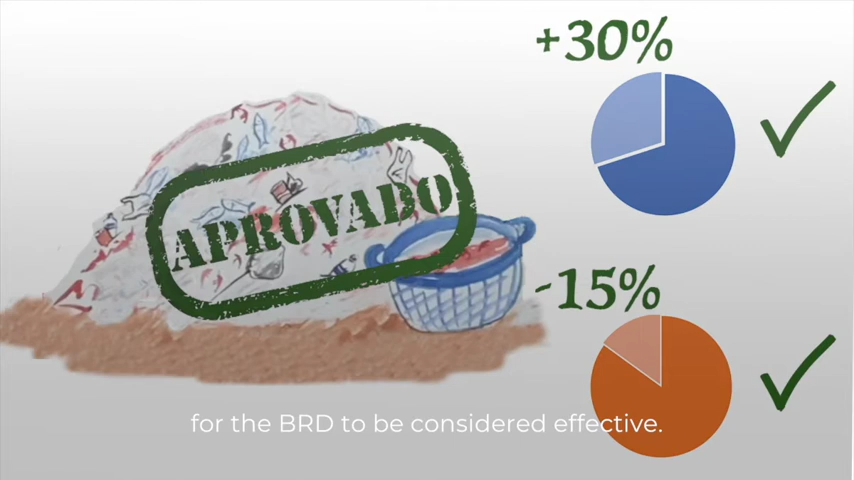 +30%
APROVADO
-15%
for the BRD to be considered effective.